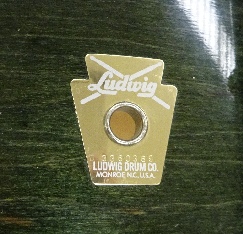 Ludwig
LUDWIG DRUM CO.
MONROE N.C. U.S.A.